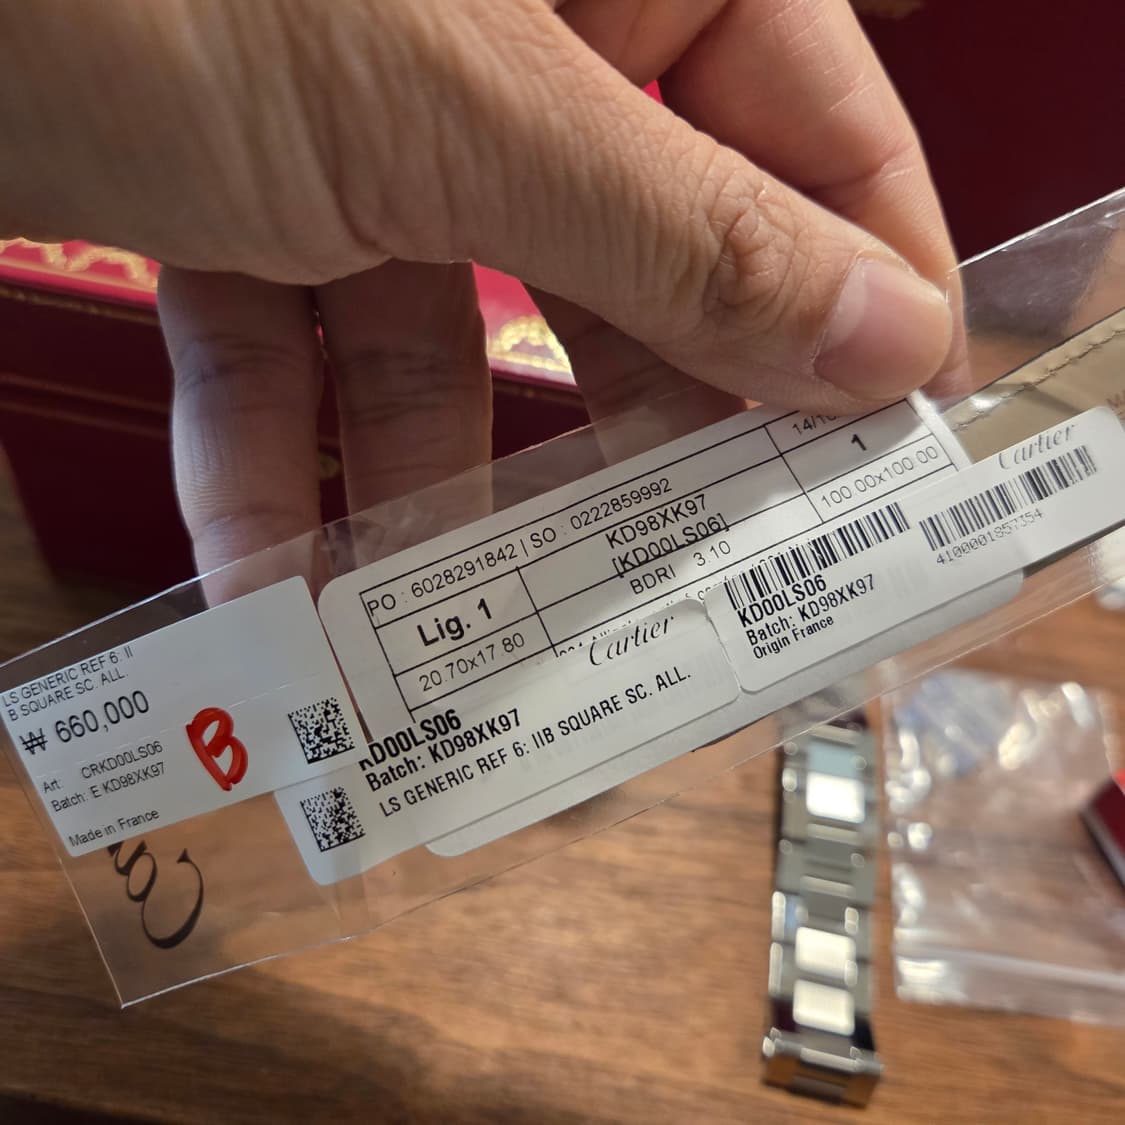 LS GENERIC REF 6: II
B SQUARE SC. ALL.
₩ 660,000
Art: CRKD00LS06
Batch: E KD98XK97
Made in France
B
PO : 6028291842 | SO : 0222859992
Lig. 1
KD98XK97
[KD00LS06]
1
20.70x17.80
BDRI 3.10
100.00x100.00
Cartier
KD00LS06
Batch: KD98XK97
LS GENERIC REF 6: IIB SQUARE SC. ALL.
Cartier
KD00LS06
Batch: KD98XK97
Origin France
4100001857354